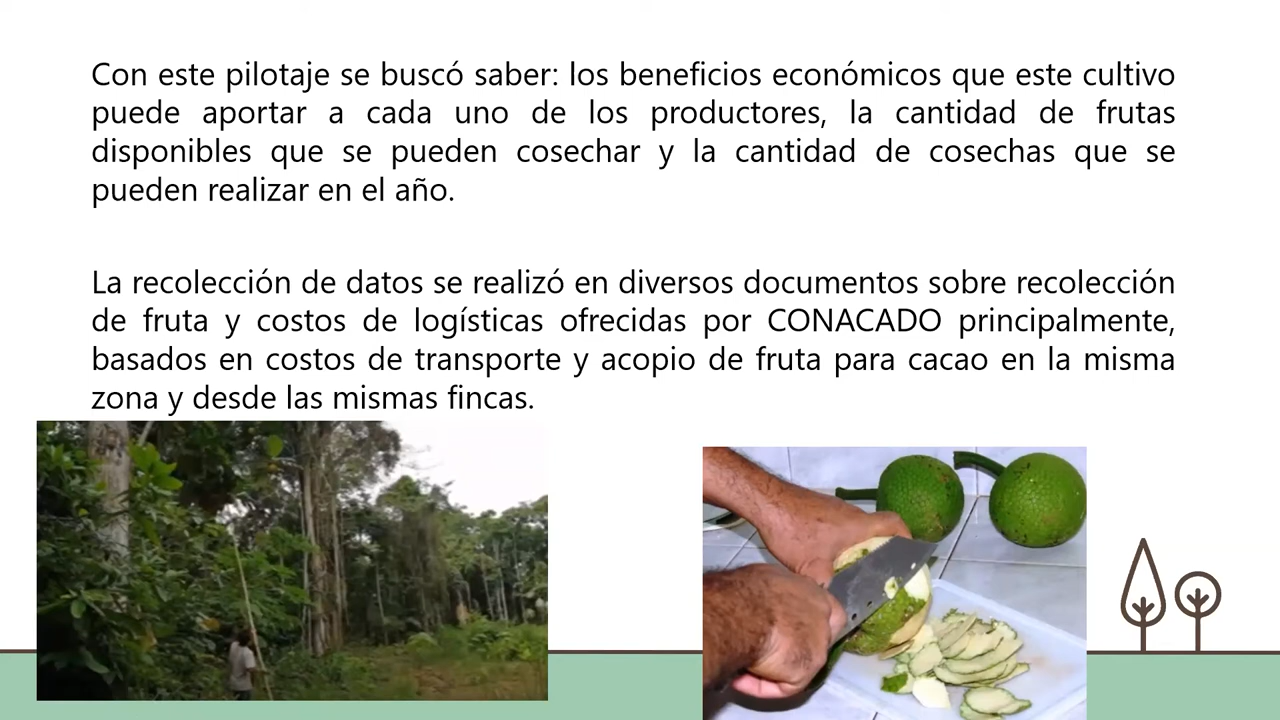 Con este pilotaje se buscó saber: los beneficios económicos que este cultivo
puede aportar a cada uno de los productores, la cantidad de frutas
disponibles que se pueden cosechar y la cantidad de cosechas que se
pueden realizar en el año.
La recolección de datos se realizó en diversos documentos sobre recolección
de fruta y costos de logísticas ofrecidas por CONACADO principalmente,
basados en costos de transporte y acopio de fruta para cacao en la misma
zona y desde las mismas fincas.